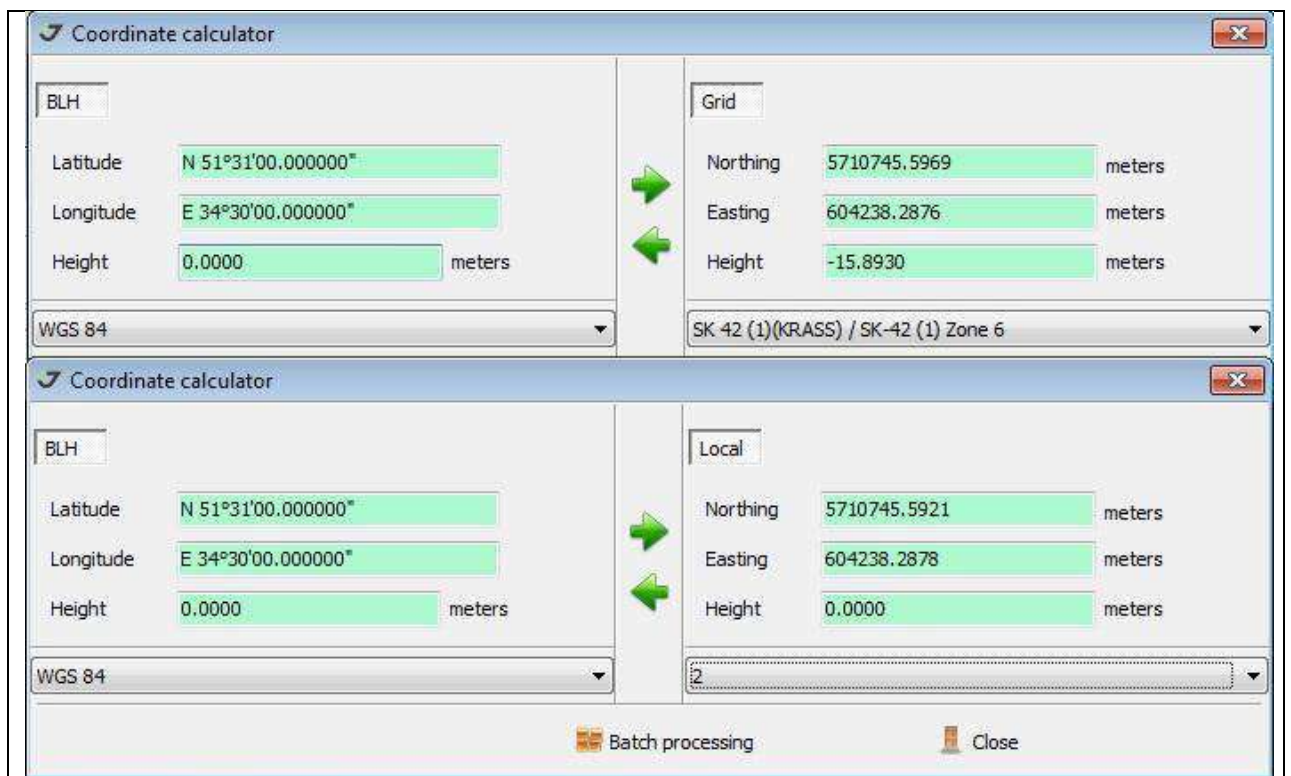 Coordinate calculator
BLH Grid
Latitude N 51°31'00.000000" Northing 5710745.5969 meters
Longitude E 34°30'00.000000" Easting 604238.2876 meters
Height 0.0000 meters Height -15.8930 meters
WGS 84 SK 42 (1)(KRASS) / SK-42 (1) Zone 6
Coordinate calculator
BLH Local
Latitude N 51°31'00.000000" Northing 5710745.5921 meters
Longitude E 34°30'00.000000" Easting 604238.2878 meters
Height 0.0000 meters Height 0.0000 meters
WGS 84 2
Batch processing Close